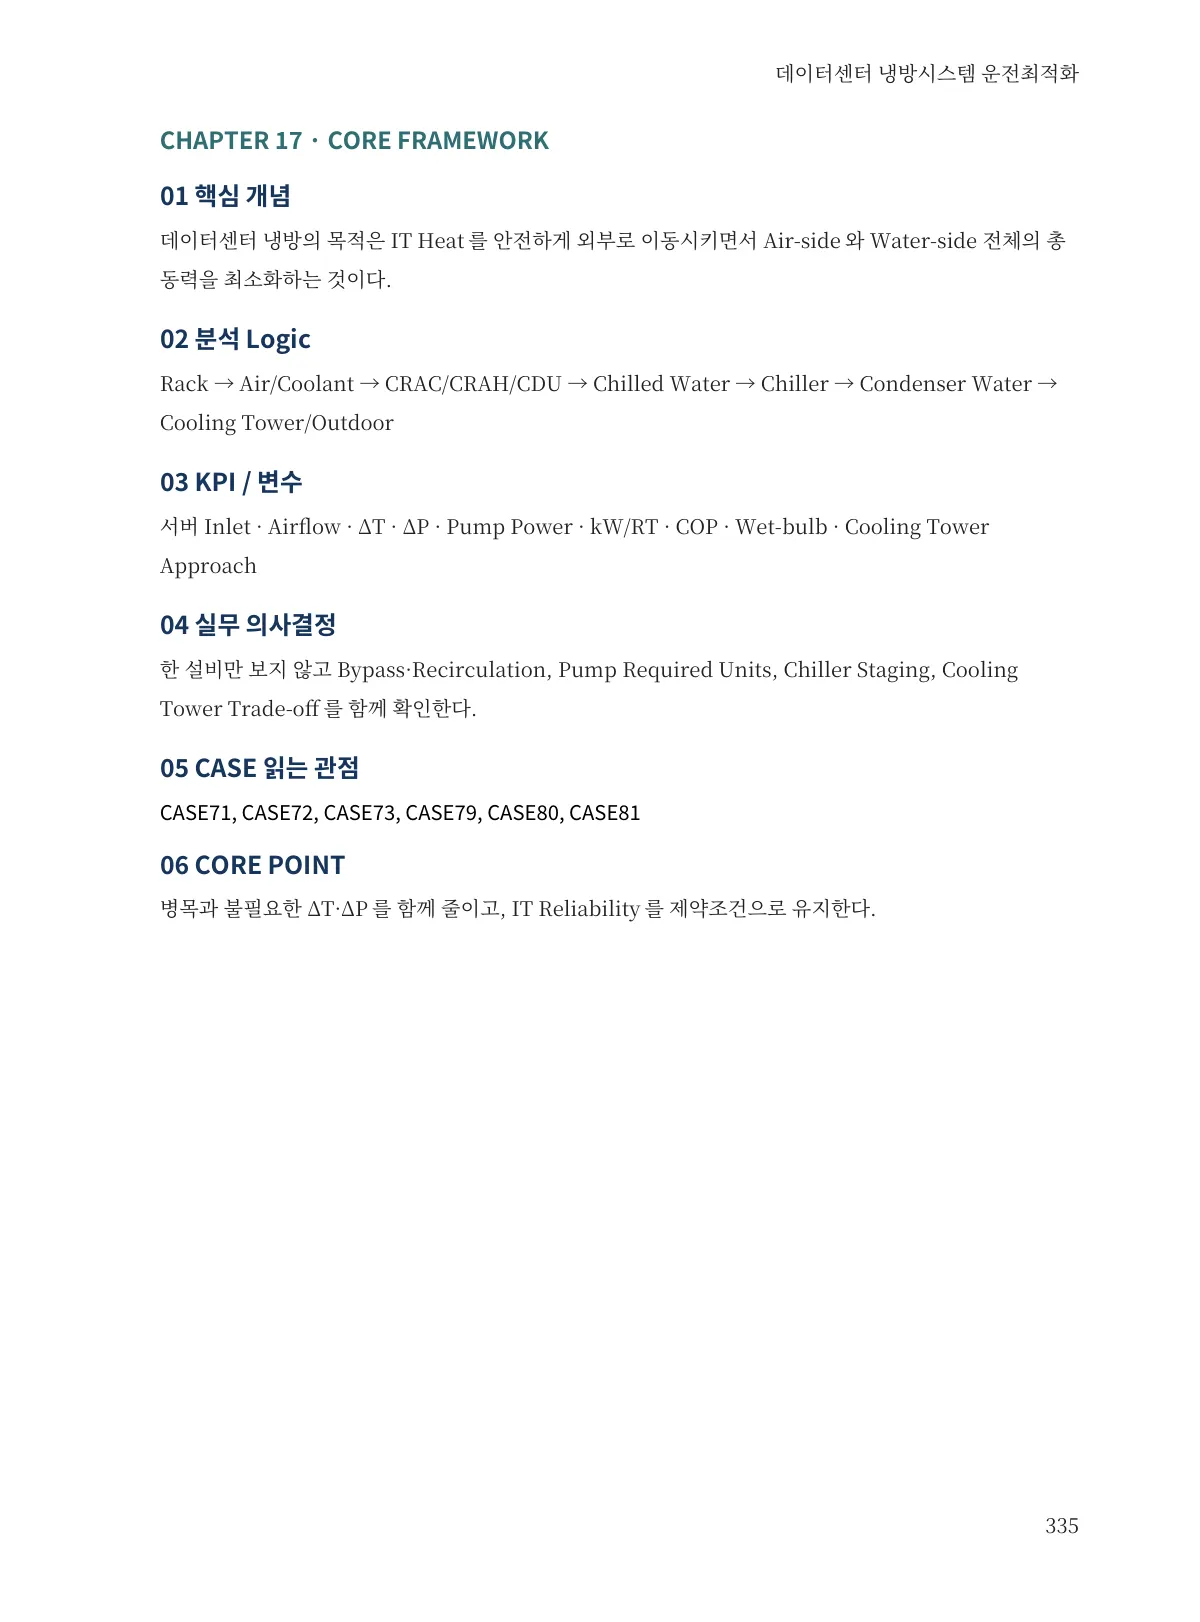 데이터센터 냉방시스템 운전최적화
CHAPTER 17 · CORE FRAMEWORK
01 핵심 개념
데이터센터 냉방의 목적은 IT Heat 를 안전하게 외부로 이동시키면서 Air-side 와 Water-side 전체의 총
동력을 최소화하는 것이다.
02 분석 Logic
Rack → Air/Coolant → CRAC/CRAH/CDU → Chilled Water → Chiller → Condenser Water →
Cooling Tower/Outdoor
03 KPI / 변수
서버 Inlet · Airflow · ΔT · ΔP · Pump Power · kW/RT · COP · Wet-bulb · Cooling Tower
Approach
04 실무 의사결정
한 설비만 보지 않고 Bypass·Recirculation, Pump Required Units, Chiller Staging, Cooling
Tower Trade-off 를 함께 확인한다.
05 CASE 읽는 관점
CASE71, CASE72, CASE73, CASE79, CASE80, CASE81
06 CORE POINT
병목과 불필요한 ΔT·ΔP 를 함께 줄이고, IT Reliability 를 제약조건으로 유지한다.
335